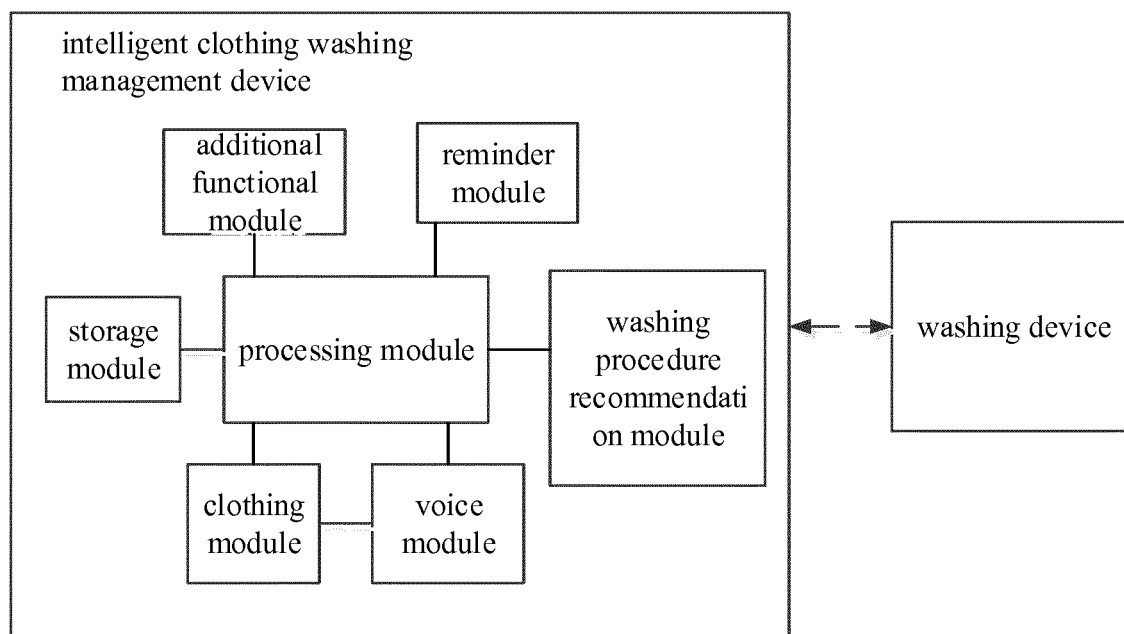 intelligent clothing washing
management device
additional
functional
module
reminder
module
storage
module
processing module
washing
procedure
recommendati
on module
washing device
clothing
module
voice
module